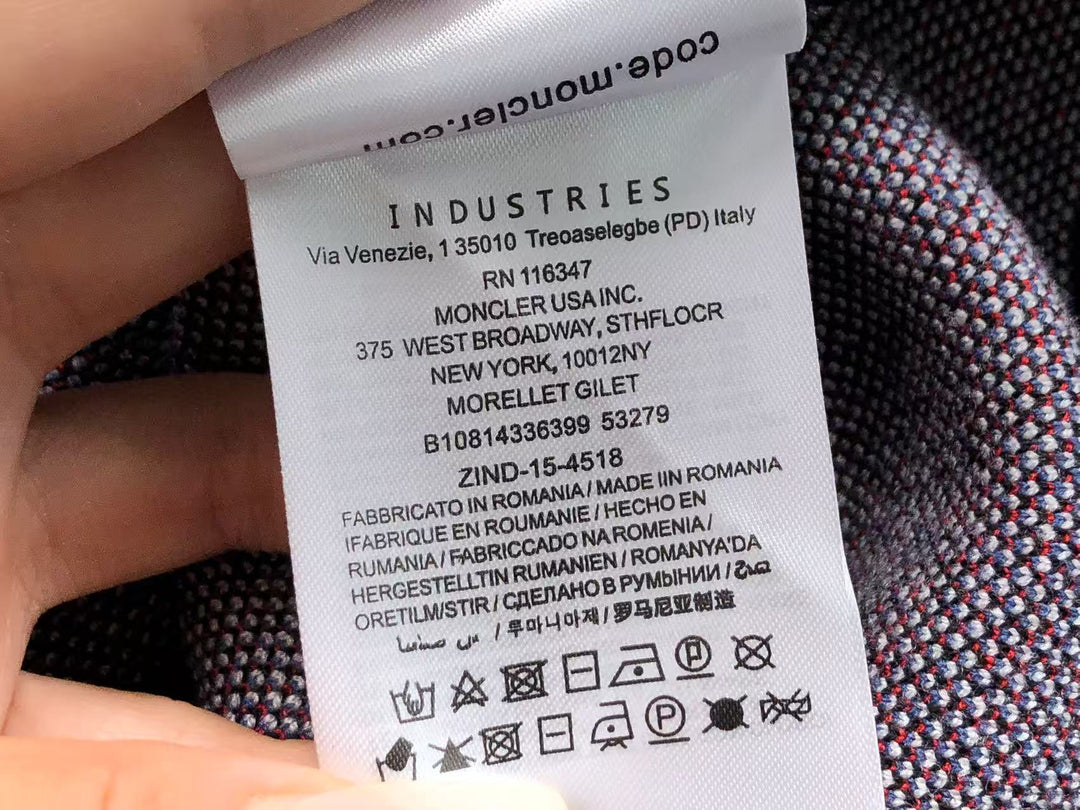 code.moncler.com
INDUSTRIES
Via Venezie, 1 35010 Treoaselegbe (PD) Italy
RN 116347
MONCLER USA INC.
375 WEST BROADWAY, STHFLOCR
NEW YORK, 10012NY
MORELLET GILET
B10814336399 53279
ZIND-15-4518
FABBRICATO IN ROMANIA / MADE IIN ROMANIA
IFABRIQUE EN ROUMANIE / HECHO EN
RUMANIA / FABRICCADO NA ROMENIA /
HERGESTELLTIN RUMANIEN / ROMANYA'DA
ORETILM/STIR / СДЕЛАНО В РУМЫНИИ /
/ 루마니아제 / 罗马尼亚制造